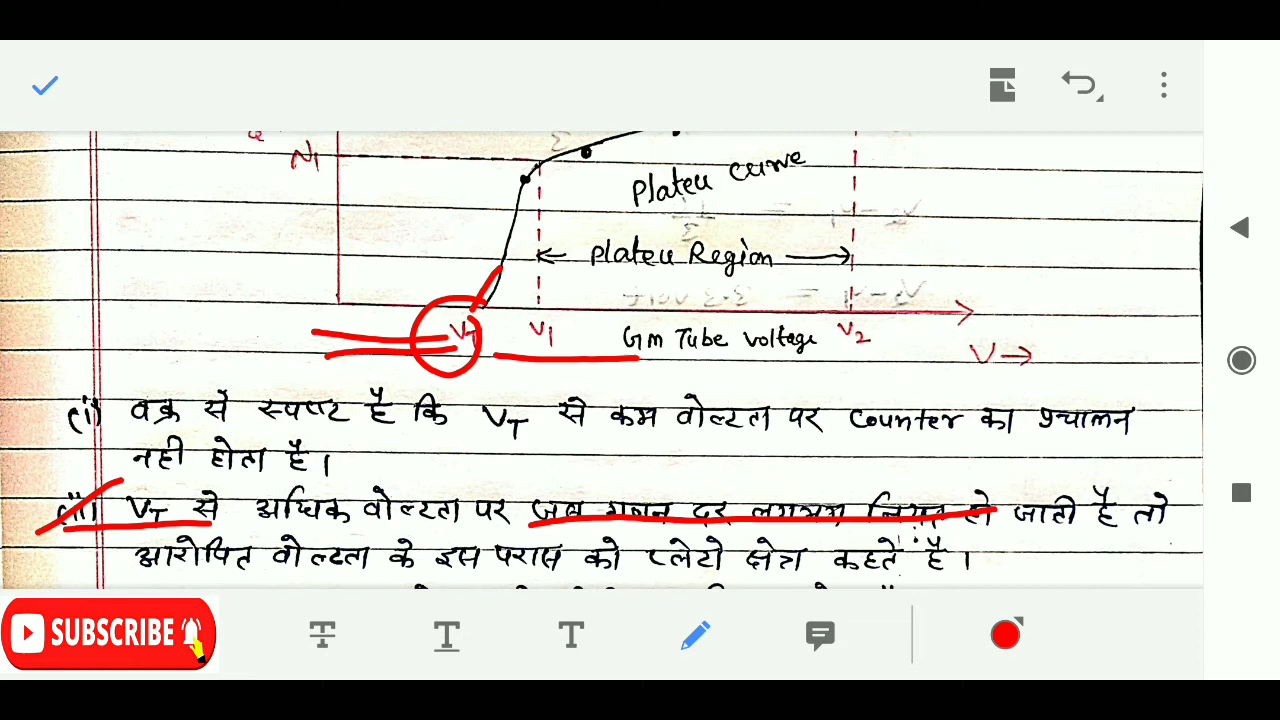 N1
Plateu curve
Plateu Region
VT V1 Gm Tube voltage V2
V→
(i) वक्र से स्पष्ट है कि VT से कम वोल्टता पर Counter का श्चालन
नही होता है।
(ii) VT से अधिक वोल्टता पर जब गणन दर लगभग नियत हो जाती है तो
आरोपित वोल्टता के इस परास को प्लेटो क्षेत्र कहते है।
SUBSCRIBE